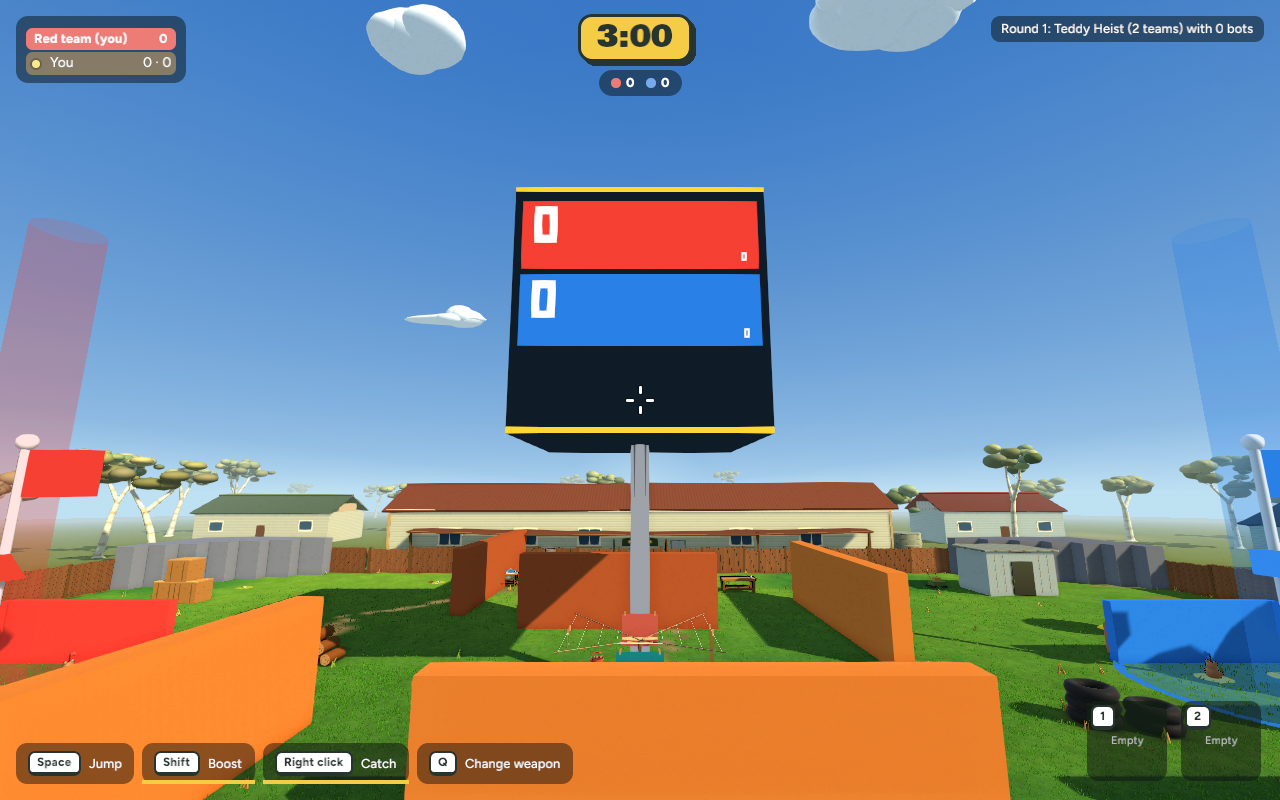 Red team (you) 0
You 0 · 0
3:00
0 0
Round 1: Teddy Heist (2 teams) with 0 bots
0
0
0
0
Space Jump
Shift Boost
Right click Catch
Q Change weapon
1
Empty
2
Empty